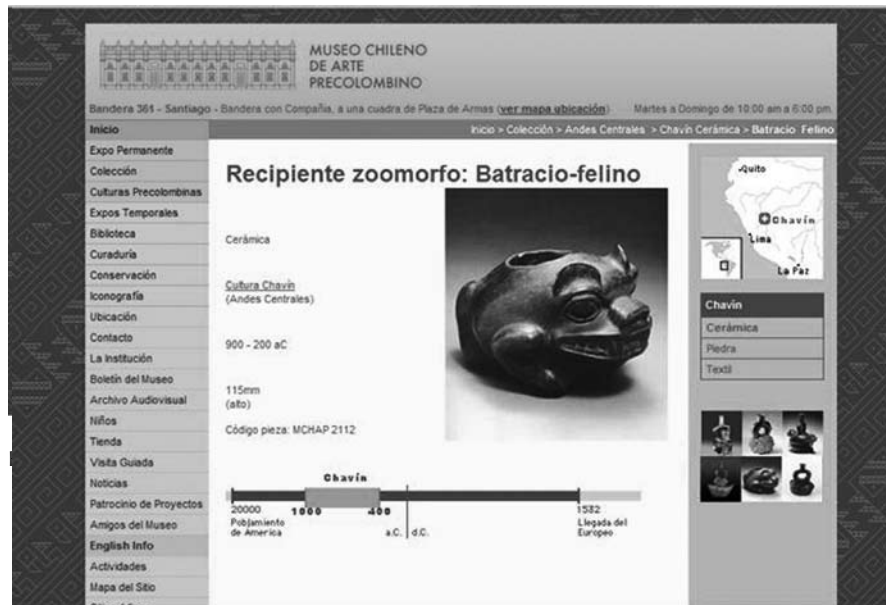 MUSEO CHILENO
DE ARTE
PRECOLOMBINO
Bandera 361 - Santiago - Bandera con Compañia, a una cuadra de Plaza de Armas (ver mapa ubicación) Martes a Domingo de 10:00 am a 6:00 pm.
Inicio > Colección > Andes Centrales > Chavín Cerámica > Batracio Felino
Inicio
Expo Permanente
Colección
Culturas Precolombinas
Expos Temporales
Biblioteca
Curaduría
Conservación
Iconografía
Ubicación
Contacto
La Institución
Boletín del Museo
Archivo Audiovisual
Niños
Tienda
Visita Guiada
Noticias
Patrocinio de Proyectos
Amigos del Museo
English Info
Actividades
Mapa del Sitio
Recipiente zoomorfo: Batracio-felino
Cerámica
Cultura Chavín
(Andes Centrales)
900 - 200 aC
115mm
(alto)
Código pieza: MCHAP 2112
Chavín
20000 1000 400 1532
Poblamiento
de America
a.C. d.C.
Llegada del
Europeo
Quito
Chavín
Lima
La Paz
Chavín
Cerámica
Piedra
Textil